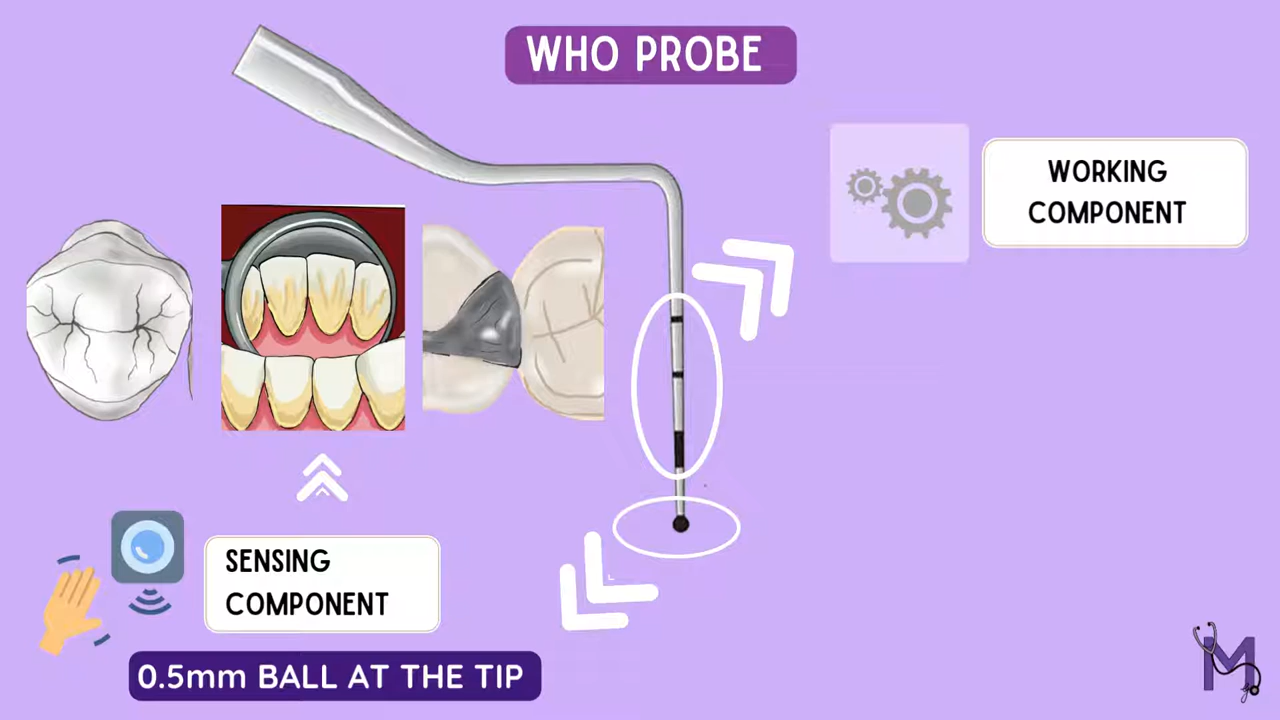 WHO PROBE
WORKING
COMPONENT
SENSING
COMPONENT
0.5mm BALL AT THE TIP
M